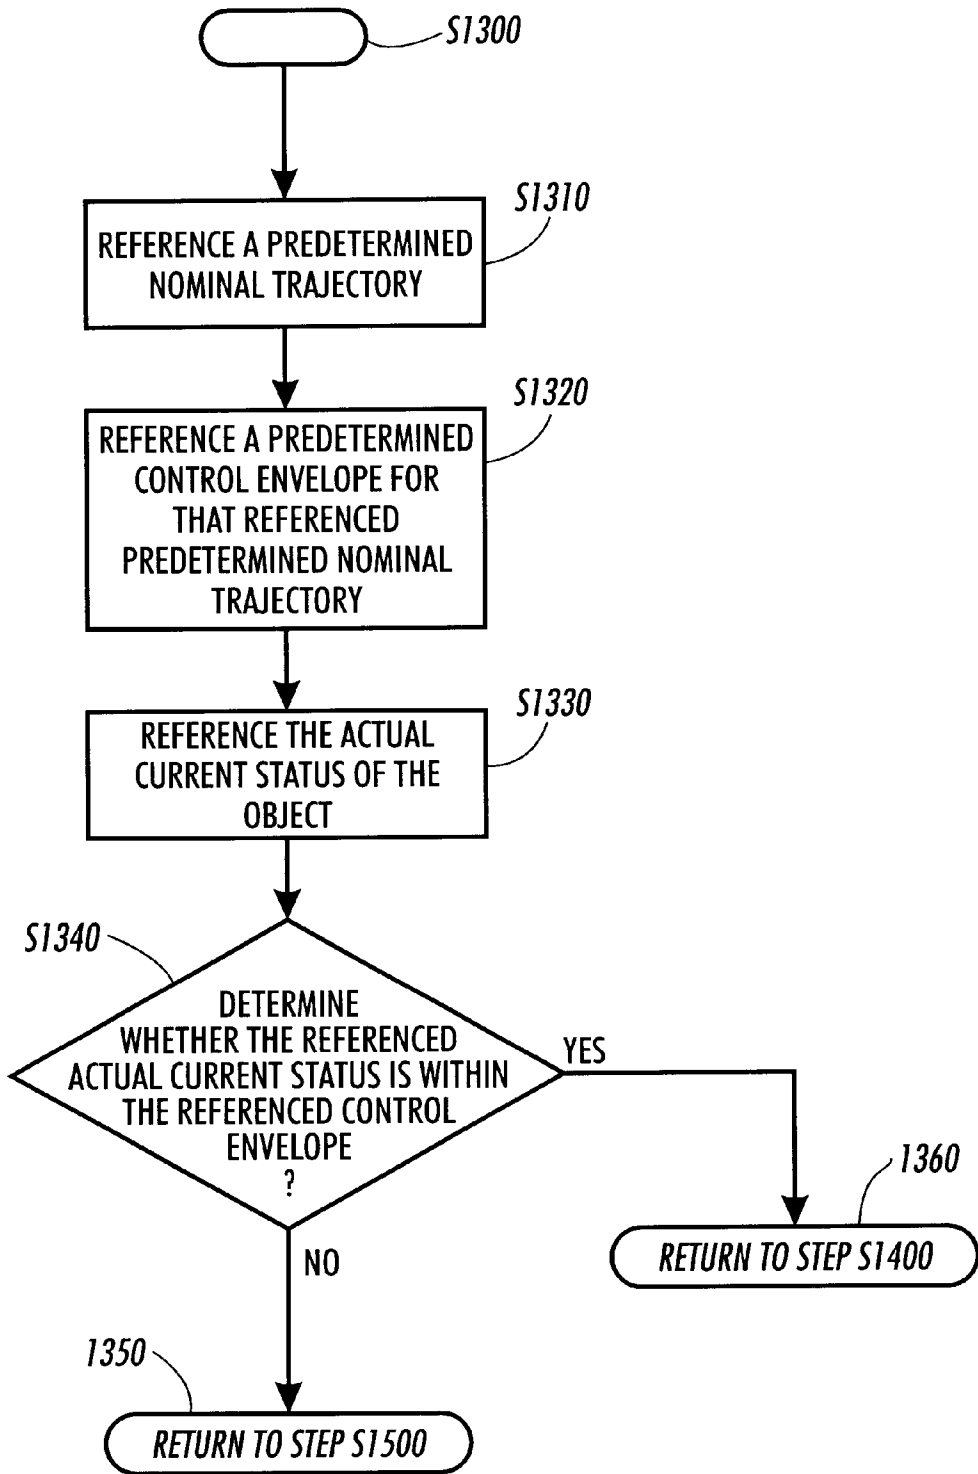 S1300
S1310
REFERENCE A PREDETERMINED
NOMINAL TRAJECTORY
S1320
REFERENCE A PREDETERMINED
CONTROL ENVELOPE FOR
THAT REFERENCED
PREDETERMINED NOMINAL
TRAJECTORY
S1330
REFERENCE THE ACTUAL
CURRENT STATUS OF THE
OBJECT
S1340
DETERMINE
WHETHER THE REFERENCED
ACTUAL CURRENT STATUS IS WITHIN
THE REFERENCED CONTROL
ENVELOPE
?
YES
1360
RETURN TO STEP S1400
NO
1350
RETURN TO STEP S1500